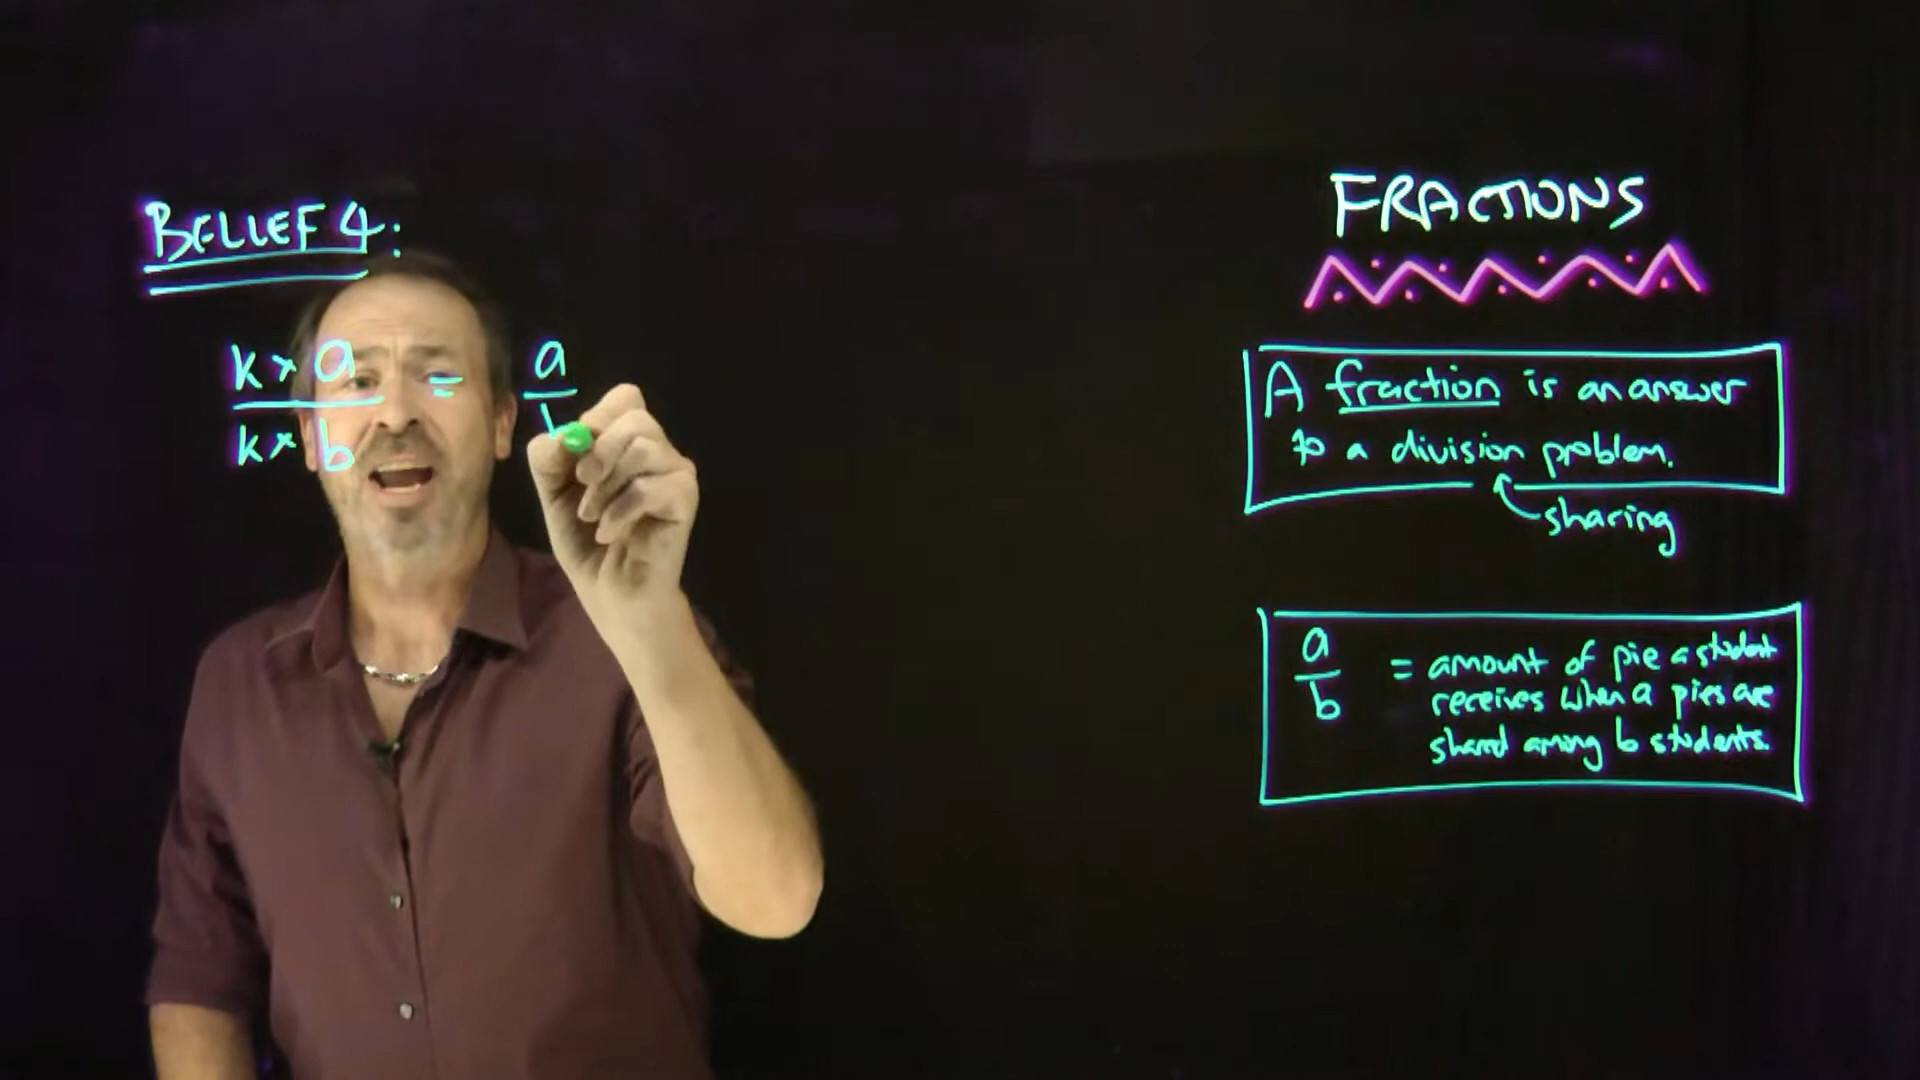 BELIEF 4:
k × a = a
k × b
FRACTIONS
A fraction is an answer
to a division problem.
sharing
a = amount of pie a student
b receives when a pies are
shared among b students.